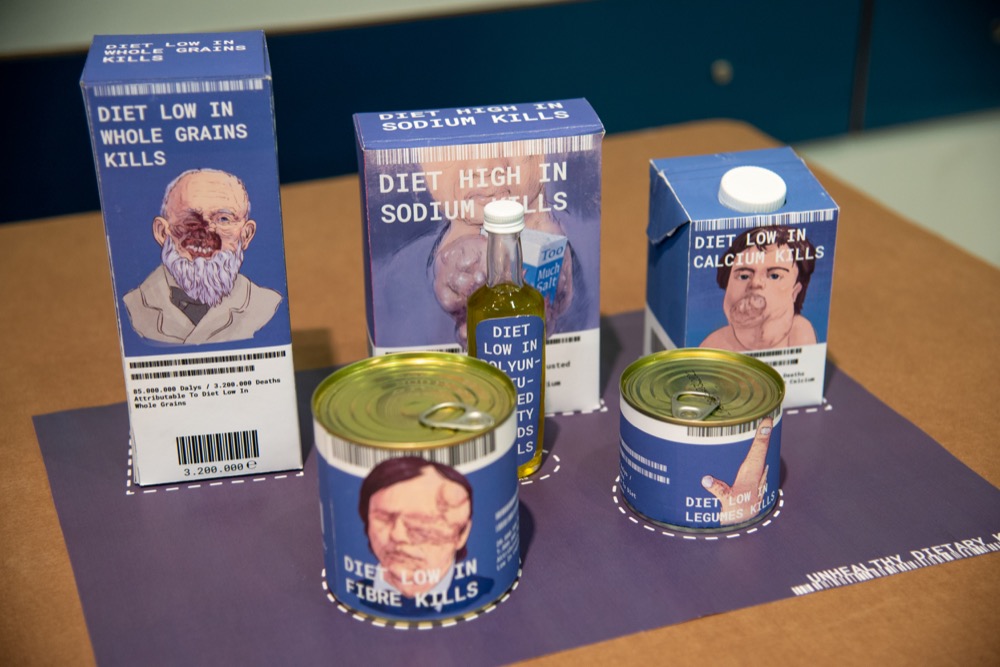 DIET LOW IN
WHOLE GRAINS
KILLS
DIET LOW IN
WHOLE GRAINS
KILLS
65.000.000 Dalys / 3.200.000 Deaths
Attributable To Diet Low In
Whole Grains
3.200.000 €
DIET HIGH IN
SODIUM KILLS
DIET HIGH IN
SODIUM KILLS
Too
Much
Salt
DIET
LOW IN
DIET LOW IN
CALCIUM KILLS
Deaths
Calcium
DIET LOW IN
FIBRE KILLS
DIET LOW IN
LEGUMES KILLS
UNHEALTHY DIETARY